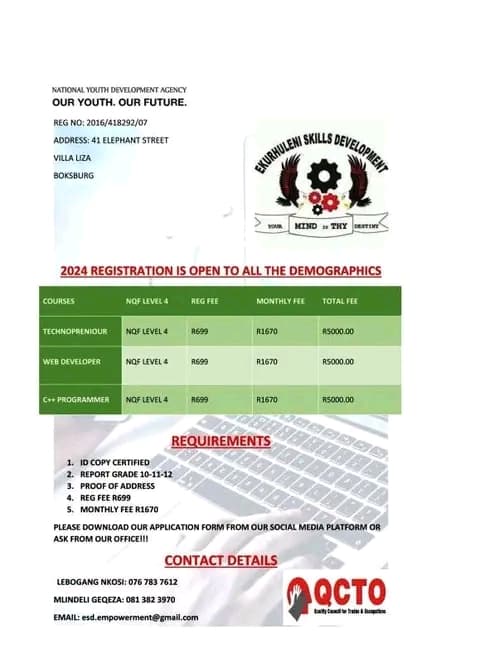 NATIONAL YOUTH DEVELOPMENT AGENCY
OUR YOUTH. OUR FUTURE.
REG NO: 2016/418292/07
ADDRESS: 41 ELEPHANT STREET
VILLA LIZA
BOKSBURG
EKURHULENI SKILLS DEVELOPMENT
YOUR MIND IS THY DESTINY
2024 REGISTRATION IS OPEN TO ALL THE DEMOGRAPHICS
COURSES NQF LEVEL 4 REG FEE MONTHLY FEE TOTAL FEE
TECHNOPRENIOUR NQF LEVEL 4 R699 R1670 R5000.00
WEB DEVELOPER NQF LEVEL 4 R699 R1670 R5000.00
C++ PROGRAMMER NQF LEVEL 4 R699 R1670 R5000.00
REQUIREMENTS
1. ID COPY CERTIFIED
2. REPORT GRADE 10-11-12
3. PROOF OF ADDRESS
4. REG FEE R699
5. MONTHLY FEE R1670
PLEASE DOWNLOAD OUR APPLICATION FORM FROM OUR SOCIAL MEDIA PLATFORM OR
ASK FROM OUR OFFICE!!!
CONTACT DETAILS
LEBOGANG NKOSI: 076 783 7612
MLINDELI GEQEZA: 081 382 3970
EMAIL: esd.empowerment@gmail.com
QCTO
Quality Council for Trades & Occupations